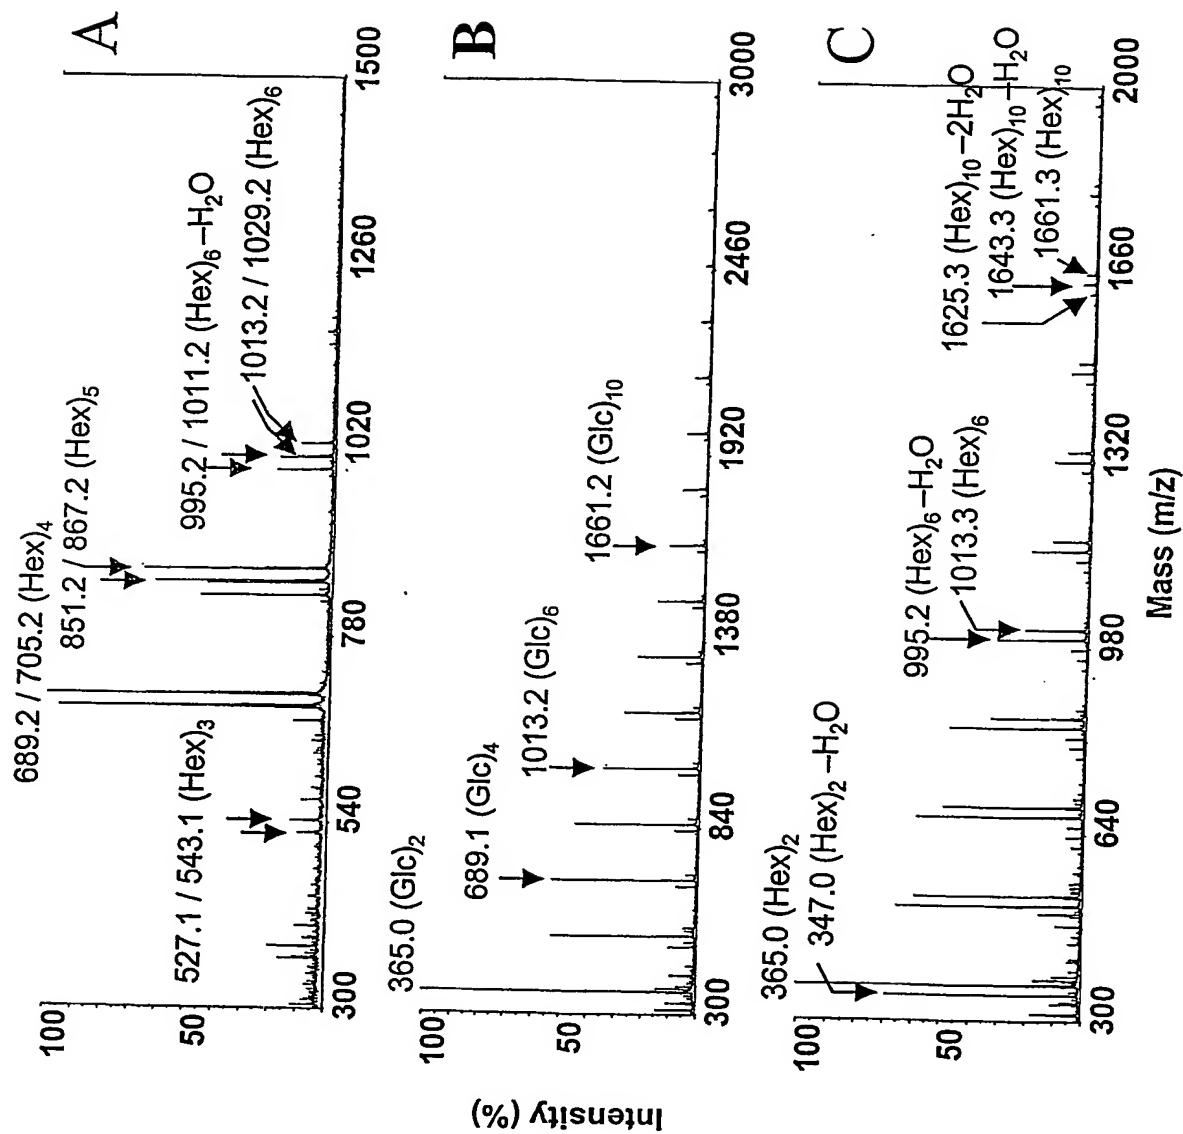 A
689.2 / 705.2 (Hex)4
851.2 / 867.2 (Hex)5
527.1 / 543.1 (Hex)3
995.2 / 1011.2 (Hex)6–H2O
1013.2 / 1029.2 (Hex)6
100
50
300
540
780
1020
1260
1500
B
365.0 (Glc)2
689.1 (Glc)4
1013.2 (Glc)6
1661.2 (Glc)10
100
50
300
840
1380
1920
2460
3000
C
365.0 (Hex)2
347.0 (Hex)2 –H2O
995.2 (Hex)6–H2O
1013.3 (Hex)6
1625.3 (Hex)10–2H2O
1643.3 (Hex)10–H2O
1661.3 (Hex)10
100
50
300
640
980
1320
1660
2000
Mass (m/z)
Intensity (%)